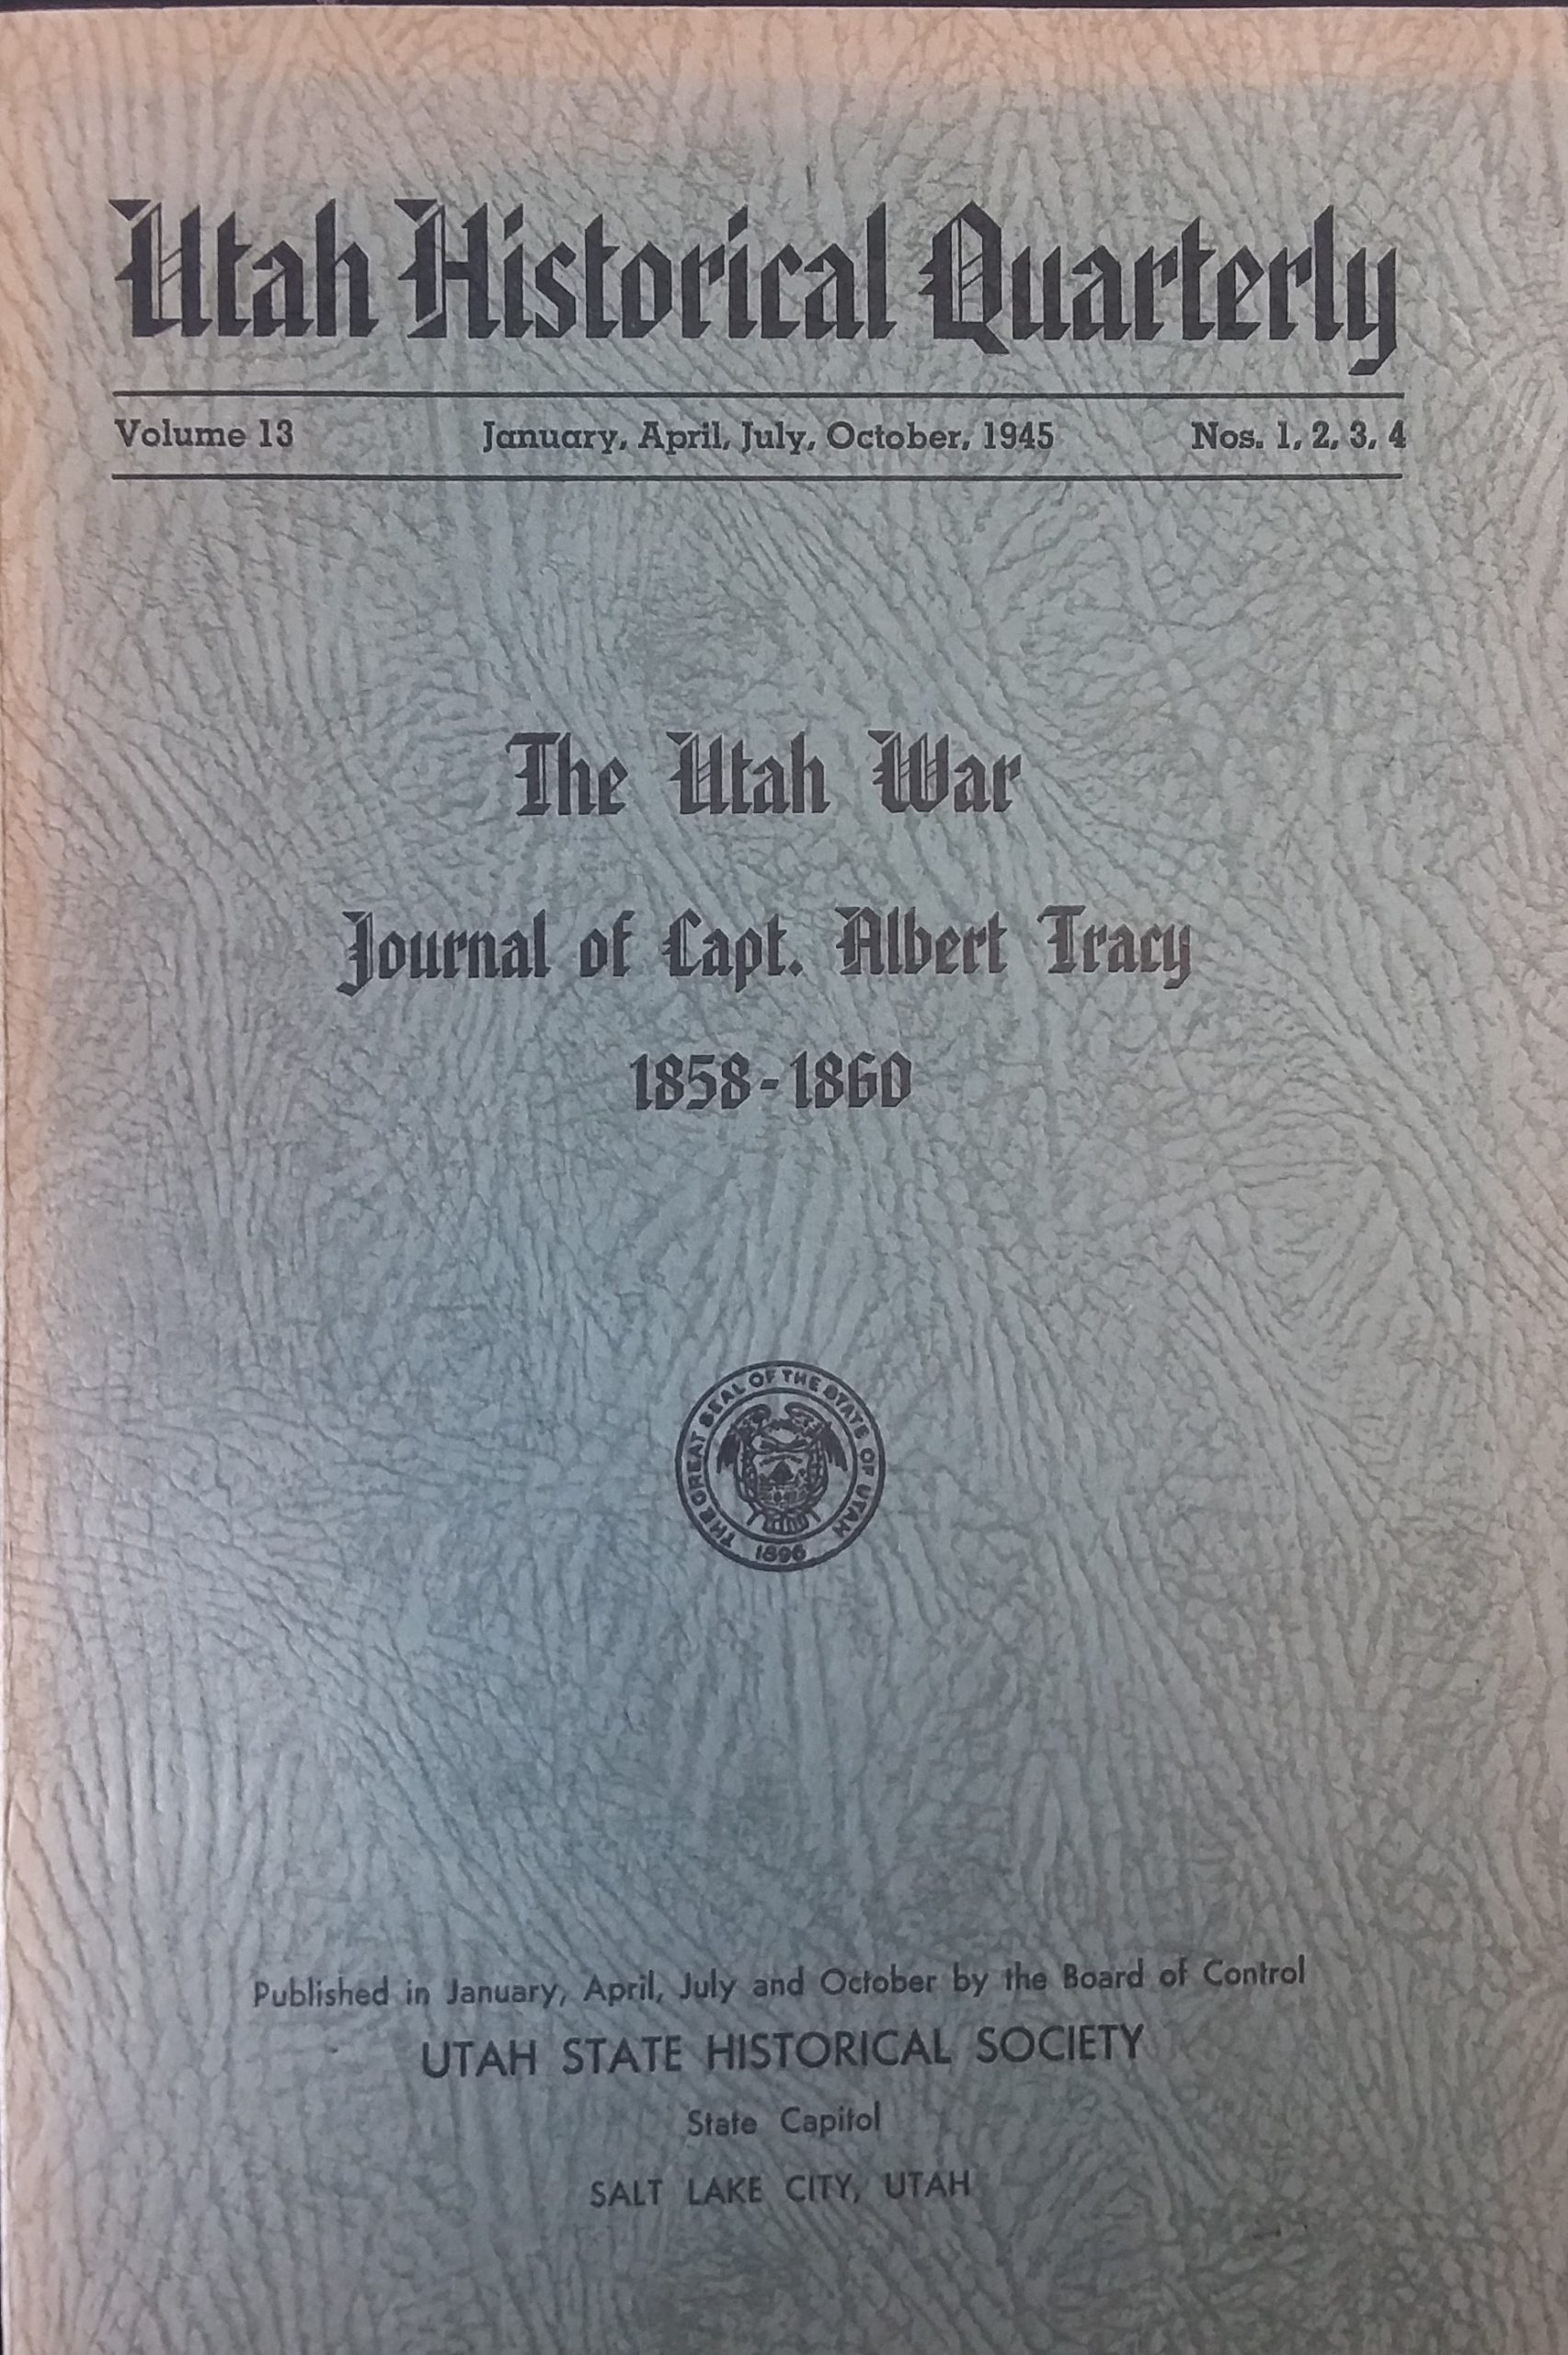 Utah Historical Quarterly
Volume 13 January, April, July, October, 1945 Nos. 1, 2, 3, 4
The Utah War
Journal of Capt. Albert Tracy
1858-1860
THE GREAT SEAL OF THE STATE OF UTAH
1896
Published in January, April, July and October by the Board of Control
UTAH STATE HISTORICAL SOCIETY
State Capitol
SALT LAKE CITY, UTAH